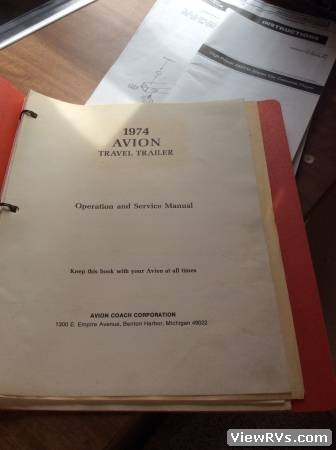 INSTRUCTIONS
1974
AVION
TRAVEL TRAILER
Operation and Service Manual
Keep this book with your Avion at all times
AVION COACH CORPORATION
1300 E. Empire Avenue, Benton Harbor, Michigan 49022
ViewRVs.com